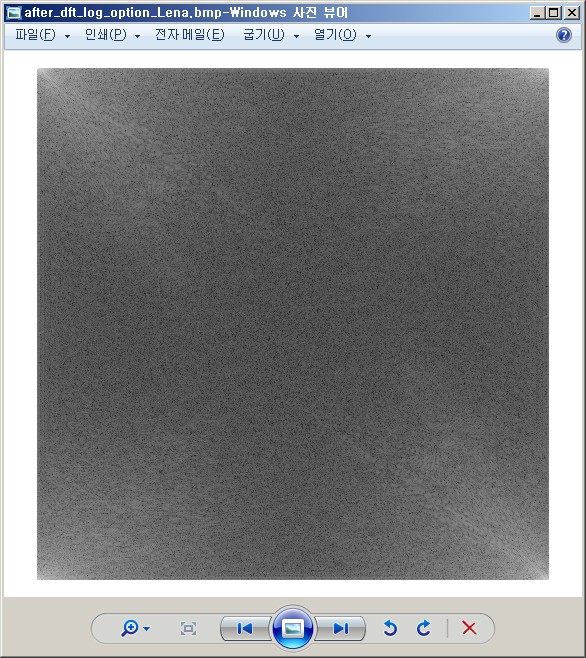 after_dft_log_option_Lena.bmp-Windows 사진 뷰어
파일(F) 인쇄(P) 전자 메일(E) 굽기(U) 열기(O)